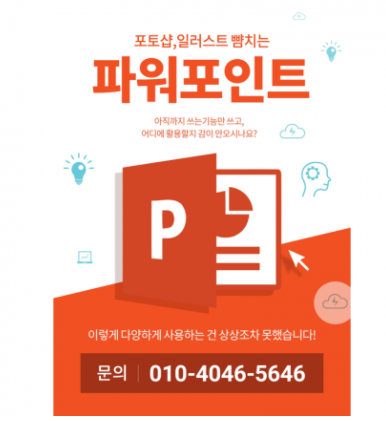 포토샵,일러스트 뺨치는
파워포인트
아직까지 쓰는기능만 쓰고,
어디에 활용할지 감이 안오시나요?
P
이렇게 다양하게 사용하는 건 상상조차 못했습니다!
문의 | 010-4046-5646